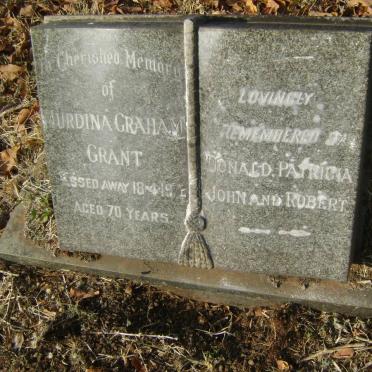 In Cherished Memory
of
MURDINA GRAHAM
GRANT
PASSED AWAY 18-4-19
AGED 70 YEARS
LOVINGLY
REMEMBERED BY
DONALD, PATRICIA
JOHN AND ROBERT